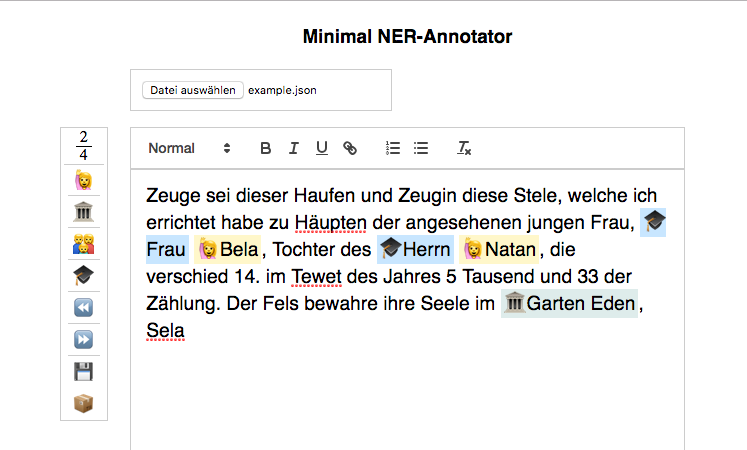 Minimal NER-Annotator
Datei auswählen example.json
2
4
Normal B I U
Zeuge sei dieser Haufen und Zeugin diese Stele, welche ich
errichtet habe zu Häupten der angesehenen jungen Frau, 🎓
Frau 🙋Bela, Tochter des 🎓Herrn 🙋Natan, die
verschied 14. im Tewet des Jahres 5 Tausend und 33 der
Zählung. Der Fels bewahre ihre Seele im 🏛Garten Eden,
Sela